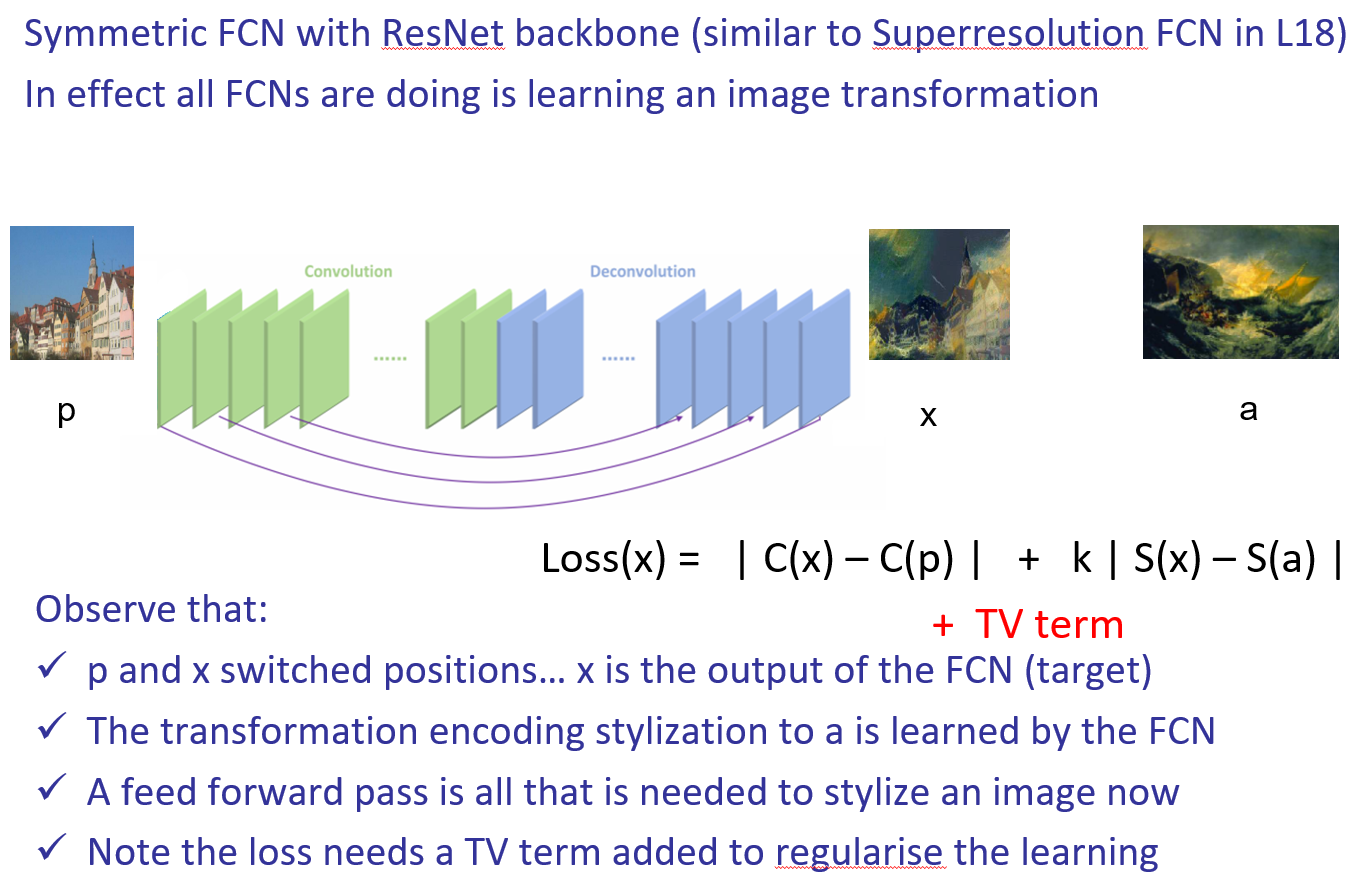 Symmetric FCN with ResNet backbone (similar to Superresolution FCN in L18)
In effect all FCNs are doing is learning an image transformation
Convolution
Deconvolution
......
......
p
x
a
Loss(x) = | C(x) – C(p) | + k | S(x) – S(a) |
+ TV term
Observe that:
✓ p and x switched positions… x is the output of the FCN (target)
✓ The transformation encoding stylization to a is learned by the FCN
✓ A feed forward pass is all that is needed to stylize an image now
✓ Note the loss needs a TV term added to regularise the learning